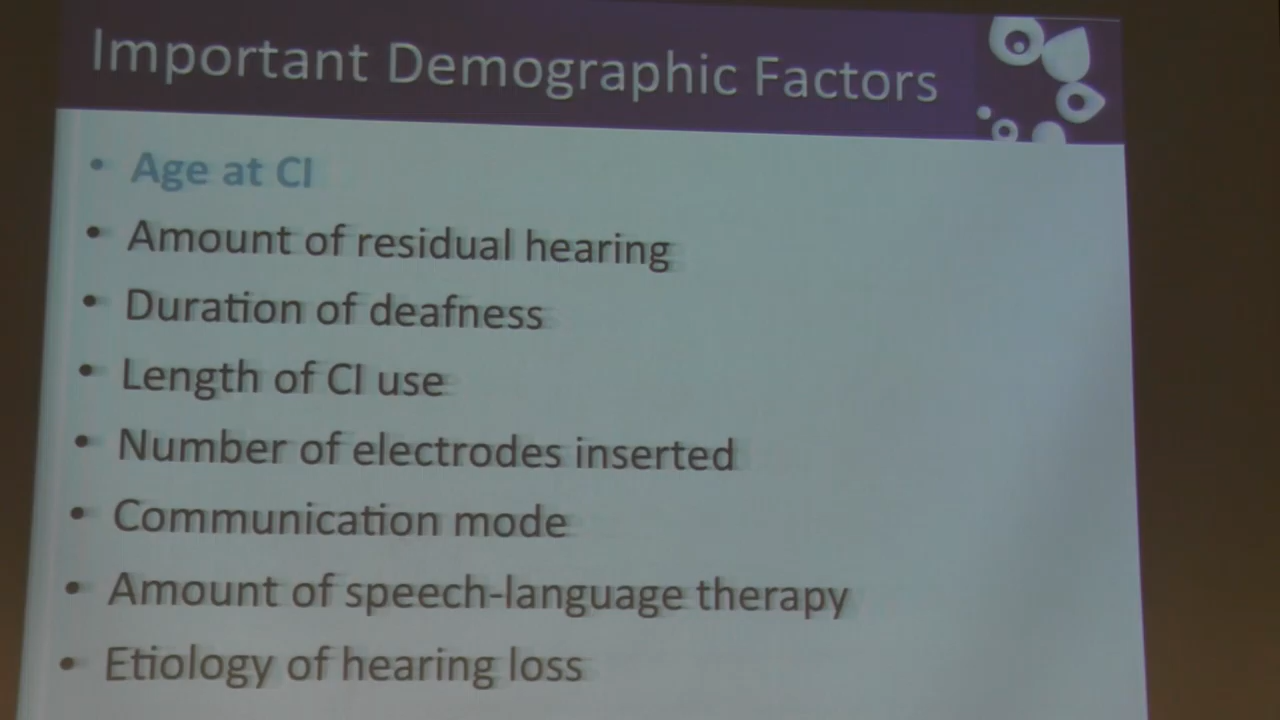 Important Demographic Factors
• Age at CI
• Amount of residual hearing
• Duration of deafness
• Length of CI use
• Number of electrodes inserted
• Communication mode
• Amount of speech-language therapy
• Etiology of hearing loss